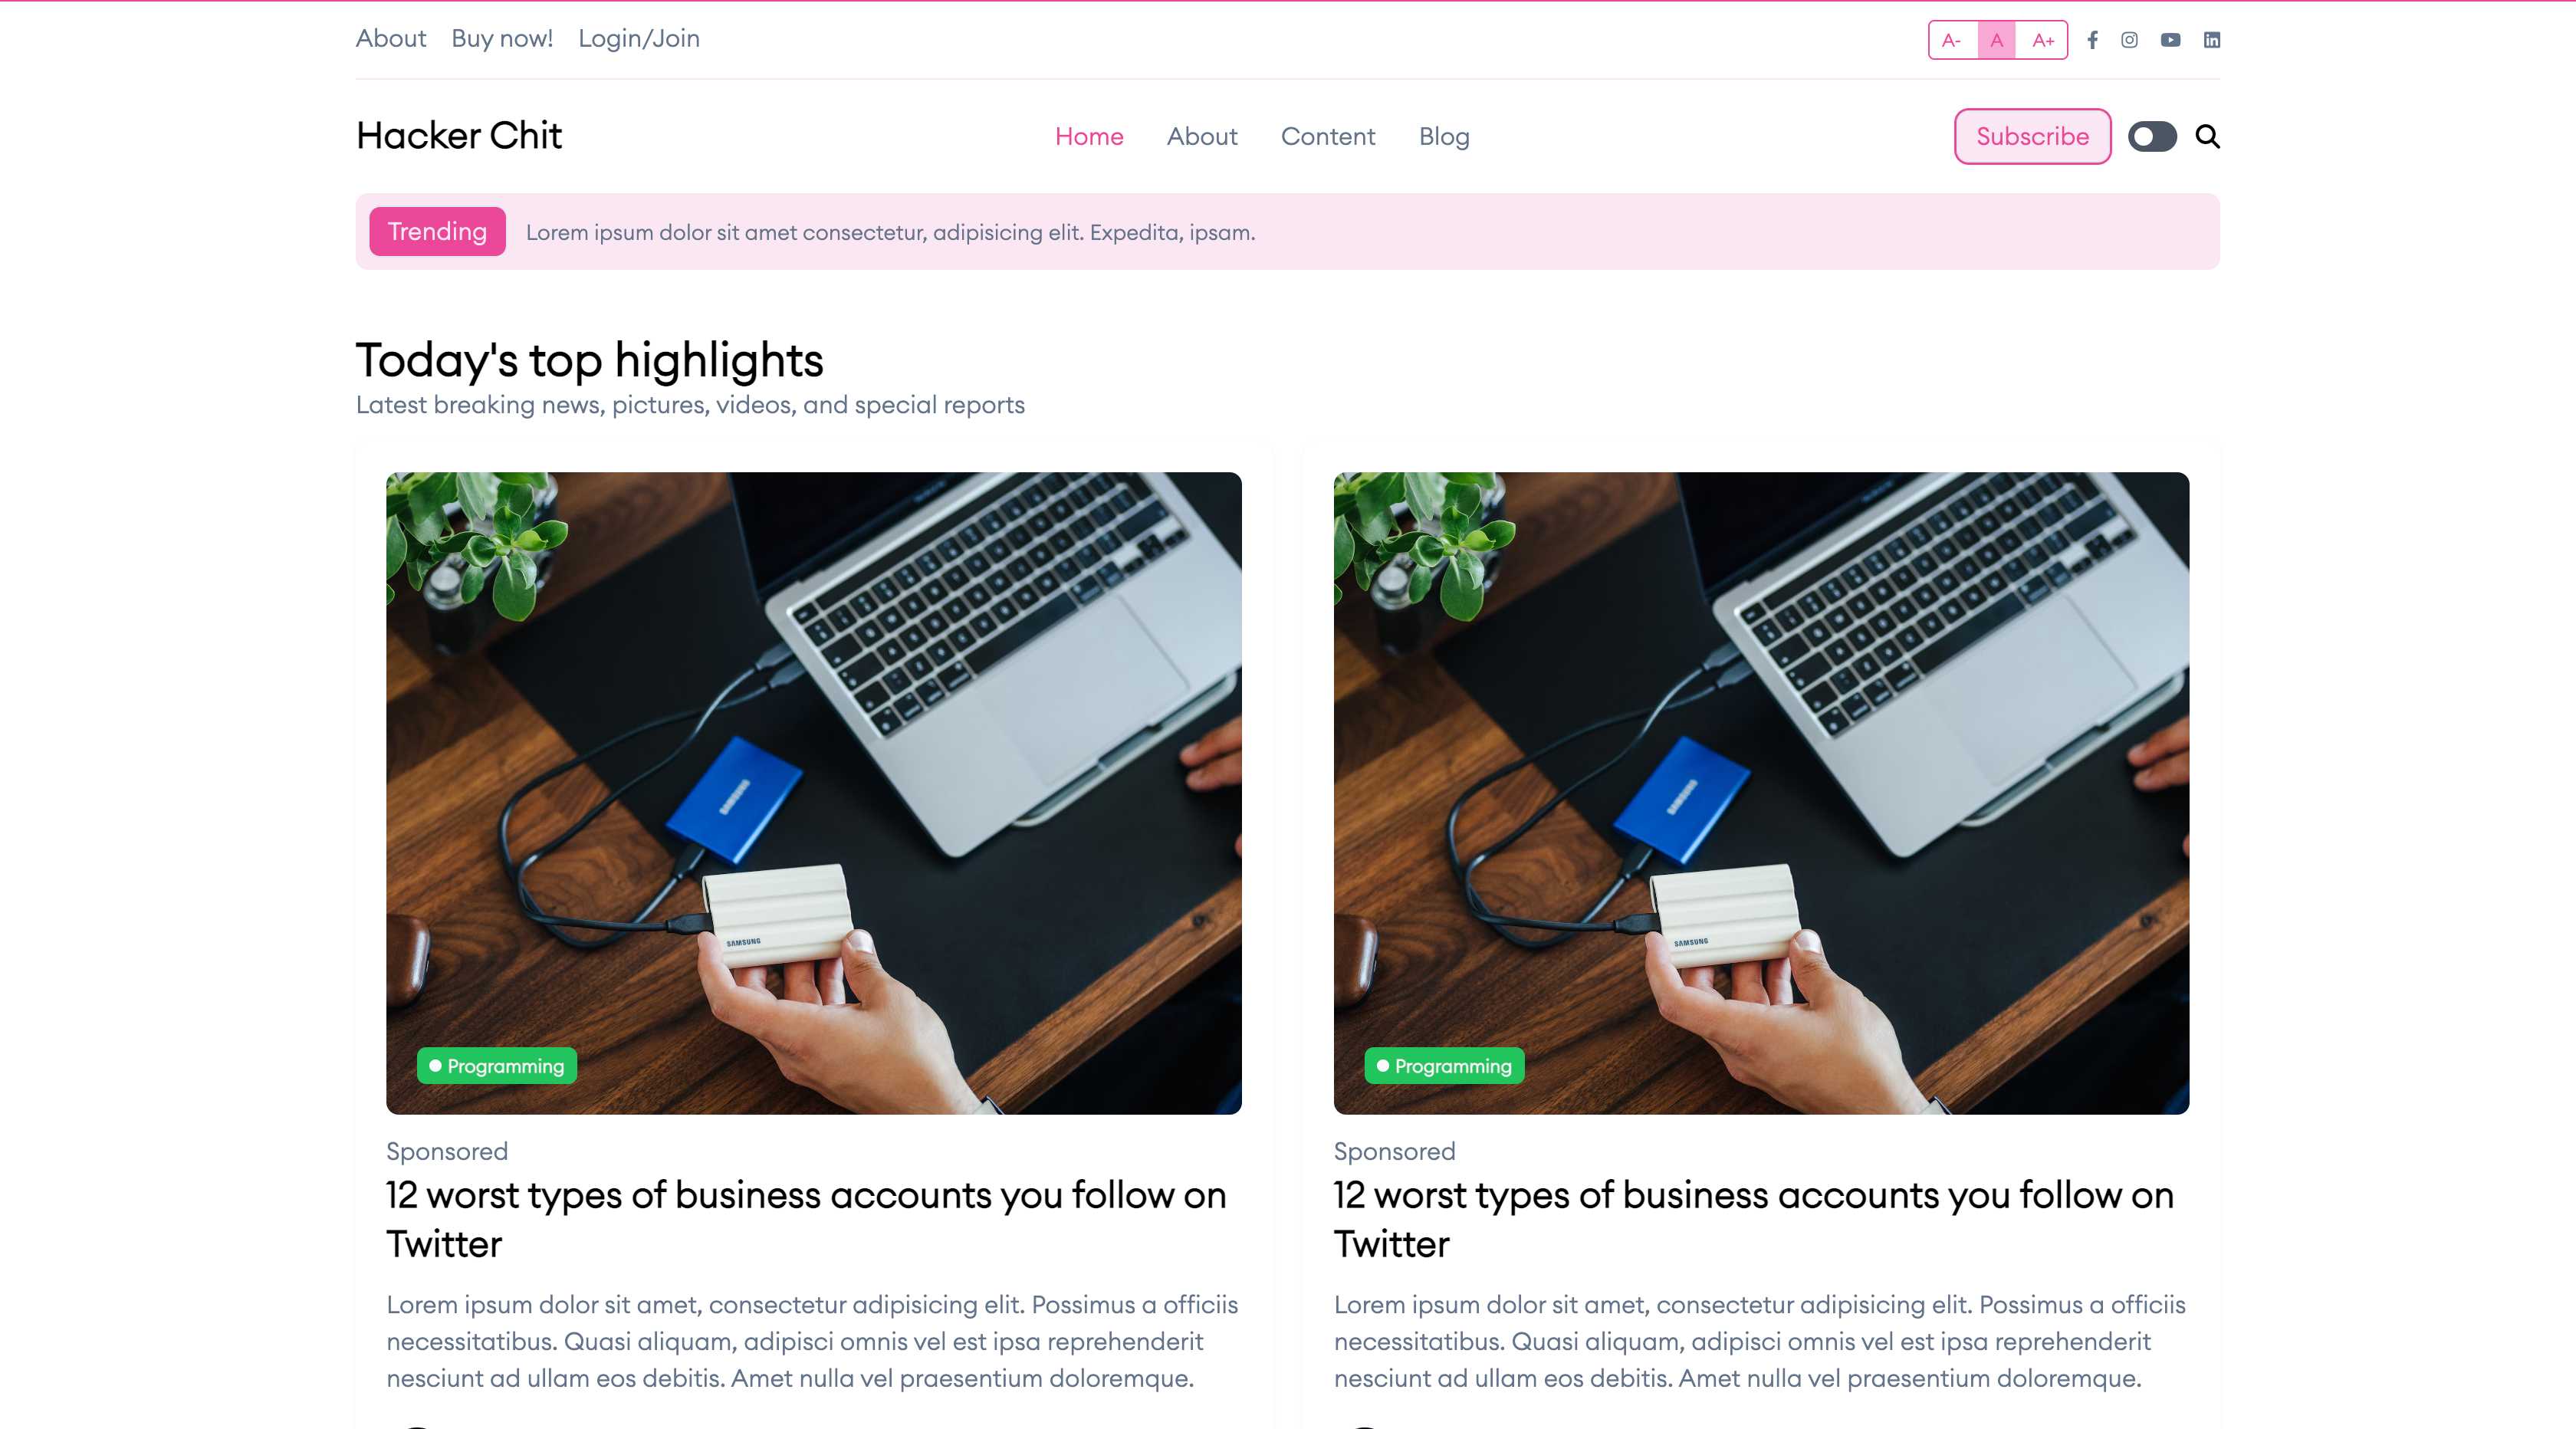 About Buy now! Login/Join A- A A+
Hacker Chit Home About Content Blog Subscribe
Trending Lorem ipsum dolor sit amet consectetur, adipisicing elit. Expedita, ipsam.
Today's top highlights
Latest breaking news, pictures, videos, and special reports
SAMSUNG
SAMSUNG
Programming
Sponsored
12 worst types of business accounts you follow on
Twitter
Lorem ipsum dolor sit amet, consectetur adipisicing elit. Possimus a officiis
necessitatibus. Quasi aliquam, adipisci omnis vel est ipsa reprehenderit
nesciunt ad ullam eos debitis. Amet nulla vel praesentium doloremque.
SAMSUNG
SAMSUNG
Programming
Sponsored
12 worst types of business accounts you follow on
Twitter
Lorem ipsum dolor sit amet, consectetur adipisicing elit. Possimus a officiis
necessitatibus. Quasi aliquam, adipisci omnis vel est ipsa reprehenderit
nesciunt ad ullam eos debitis. Amet nulla vel praesentium doloremque.